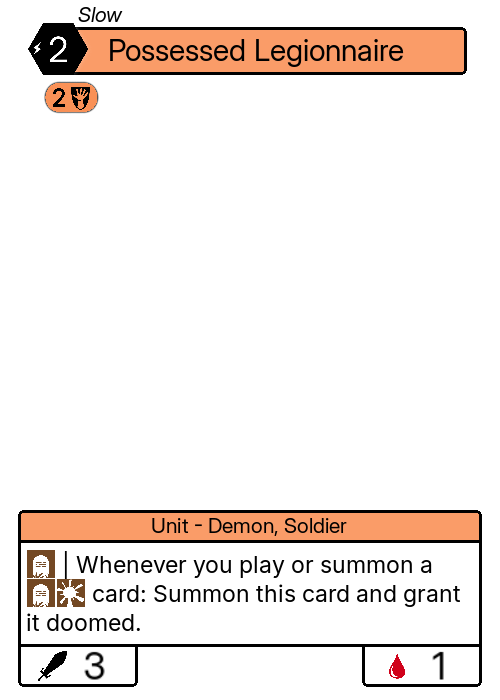 Slow
2 Possessed Legionnaire
2
Unit - Demon, Soldier
| Whenever you play or summon a
card: Summon this card and grant
it doomed.
3 1